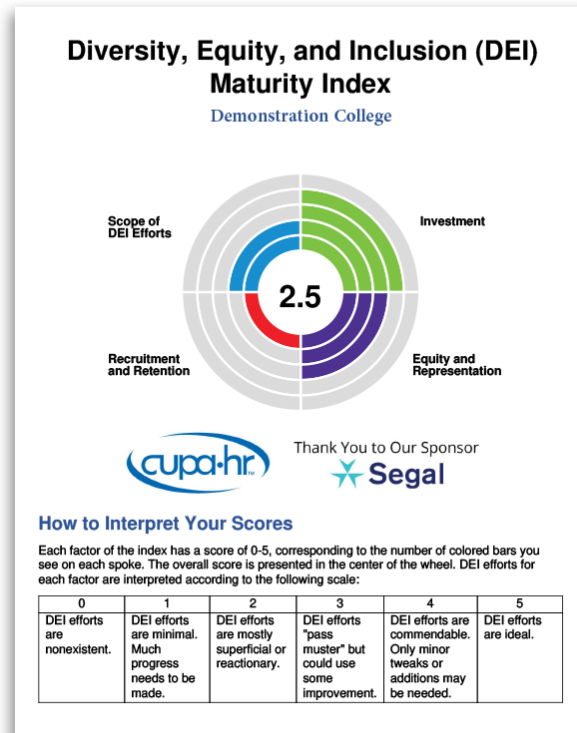 Diversity, Equity, and Inclusion (DEI)
Maturity Index
Demonstration College
Scope of
DEI Efforts
Investment
2.5
Recruitment
and Retention
Equity and
Representation
cupa·hr™
Thank You to Our Sponsor
Segal
How to Interpret Your Scores
Each factor of the index has a score of 0-5, corresponding to the number of colored bars you
see on each spoke. The overall score is presented in the center of the wheel. DEI efforts for
each factor are interpreted according to the following scale:
0
DEI efforts
are
nonexistent.
1
DEI efforts
are minimal.
Much
progress
needs to be
made.
2
DEI efforts
are mostly
superficial or
reactionary.
3
DEI efforts
"pass
muster" but
could use
some
improvement.
4
DEI efforts are
commendable.
Only minor
tweaks or
additions may
be needed.
5
DEI efforts
are ideal.